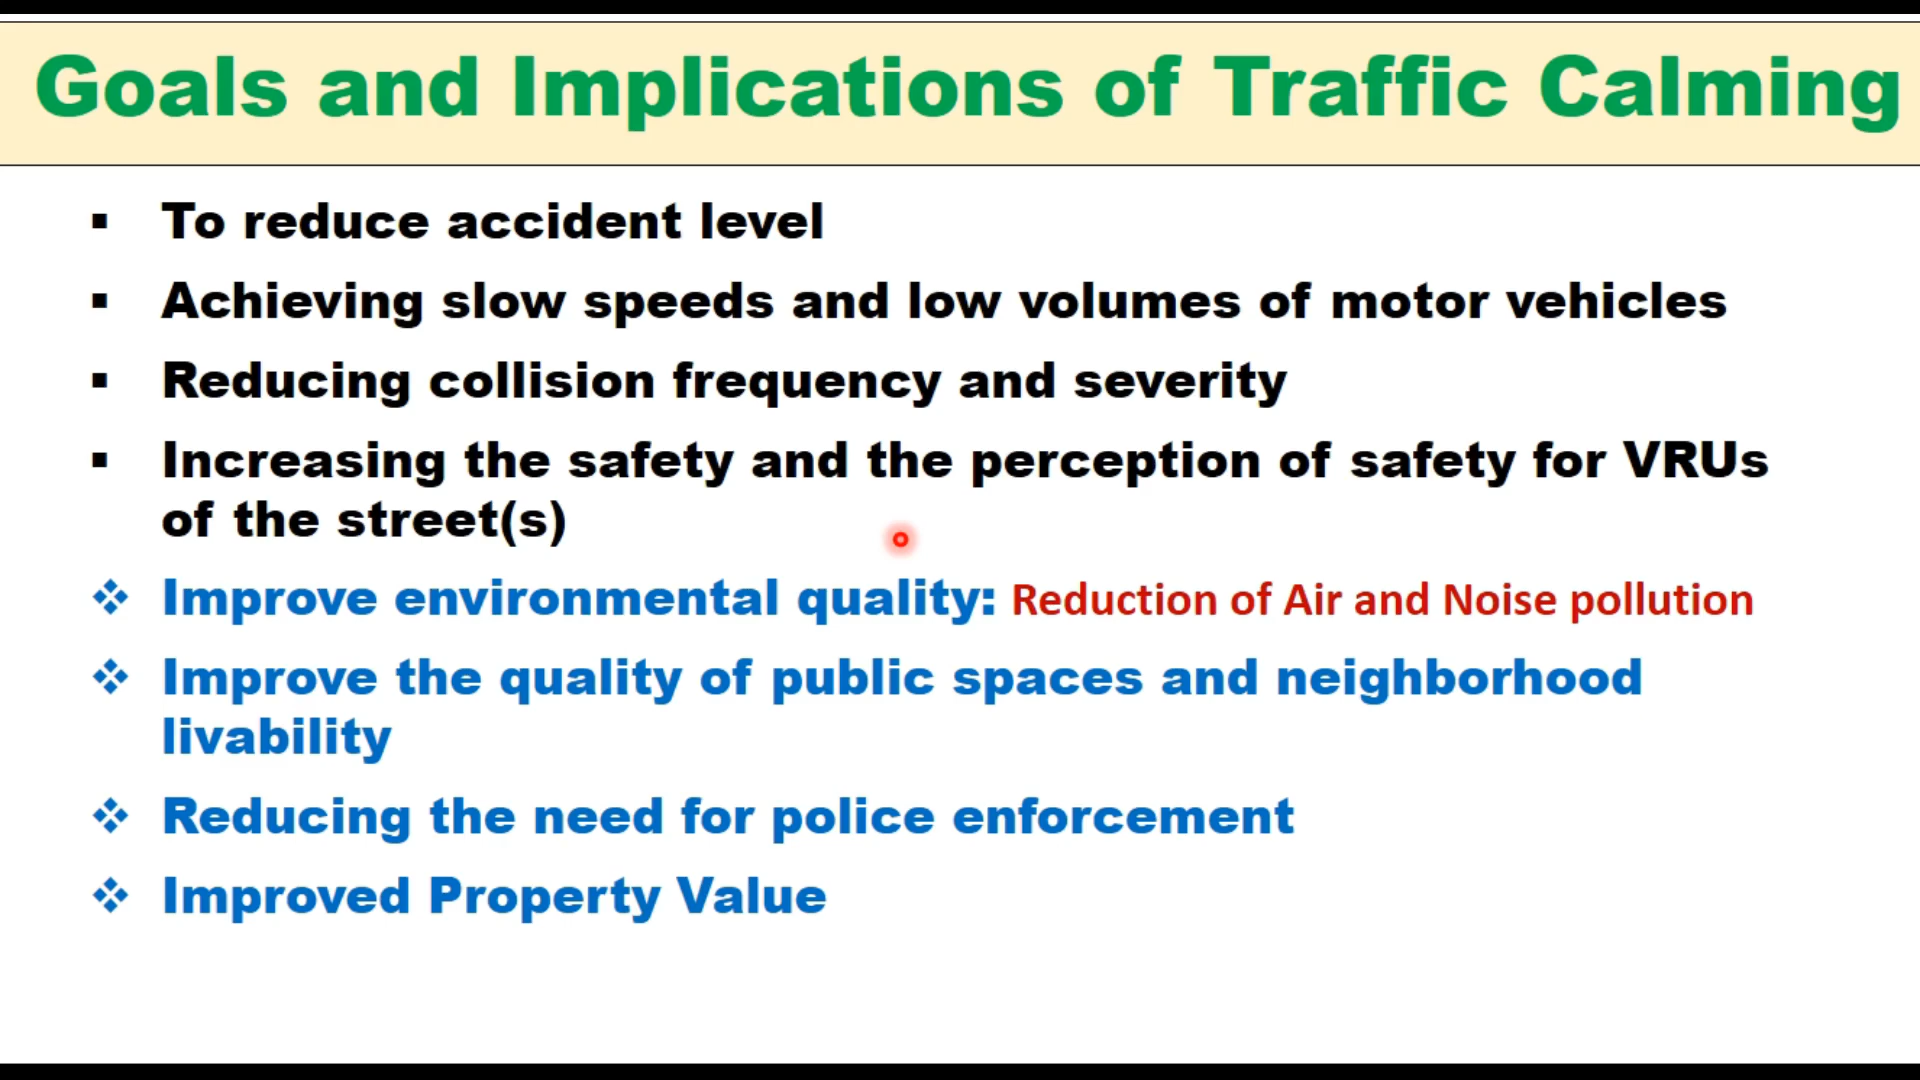 Goals and Implications of Traffic Calming
▪ To reduce accident level
▪ Achieving slow speeds and low volumes of motor vehicles
▪ Reducing collision frequency and severity
▪ Increasing the safety and the perception of safety for VRUs
of the street(s)
❖ Improve environmental quality: Reduction of Air and Noise pollution
❖ Improve the quality of public spaces and neighborhood
livability
❖ Reducing the need for police enforcement
❖ Improved Property Value